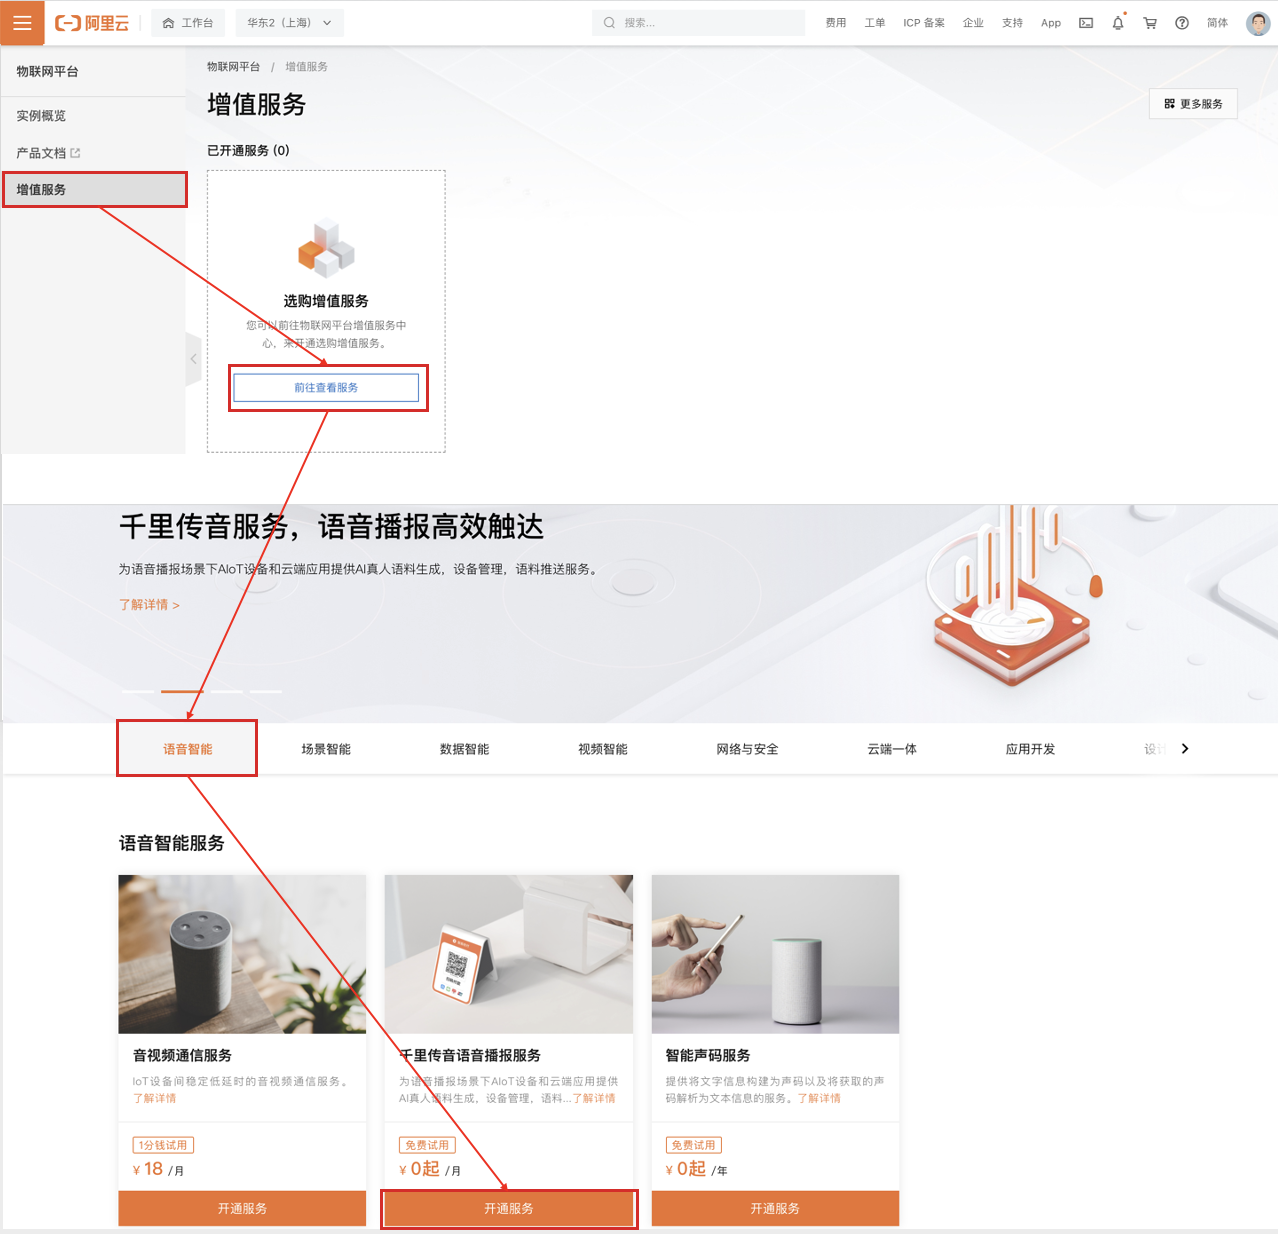 阿里云
工作台
华东2（上海）
搜索...
费用
工单
ICP 备案
企业
支持
App
简体
物联网平台
实例概览
产品文档
增值服务
物联网平台 / 增值服务
增值服务
更多服务
已开通服务 (0)
选购增值服务
您可以前往物联网平台增值服务中
心，来开通选购增值服务。
前往查看服务
千里传音服务，语音播报高效触达
为语音播报场景下AIoT设备和云端应用提供AI真人语料生成，设备管理，语料推送服务。
了解详情 >
语音智能
场景智能
数据智能
视频智能
网络与安全
云端一体
应用开发
设计
语音智能服务
音视频通信服务
IoT设备间稳定低延时的音视频通信服务。
了解详情
1分钱试用
¥ 18 /月
开通服务
千里传音语音播报服务
为语音播报场景下AIoT设备和云端应用提供
AI真人语料生成，设备管理，语料...了解详情
免费试用
¥ 0起 /月
开通服务
智能声码服务
提供将文字信息构建为声码以及将获取的声
码解析为文本信息的服务。了解详情
免费试用
¥ 0起 /年
开通服务